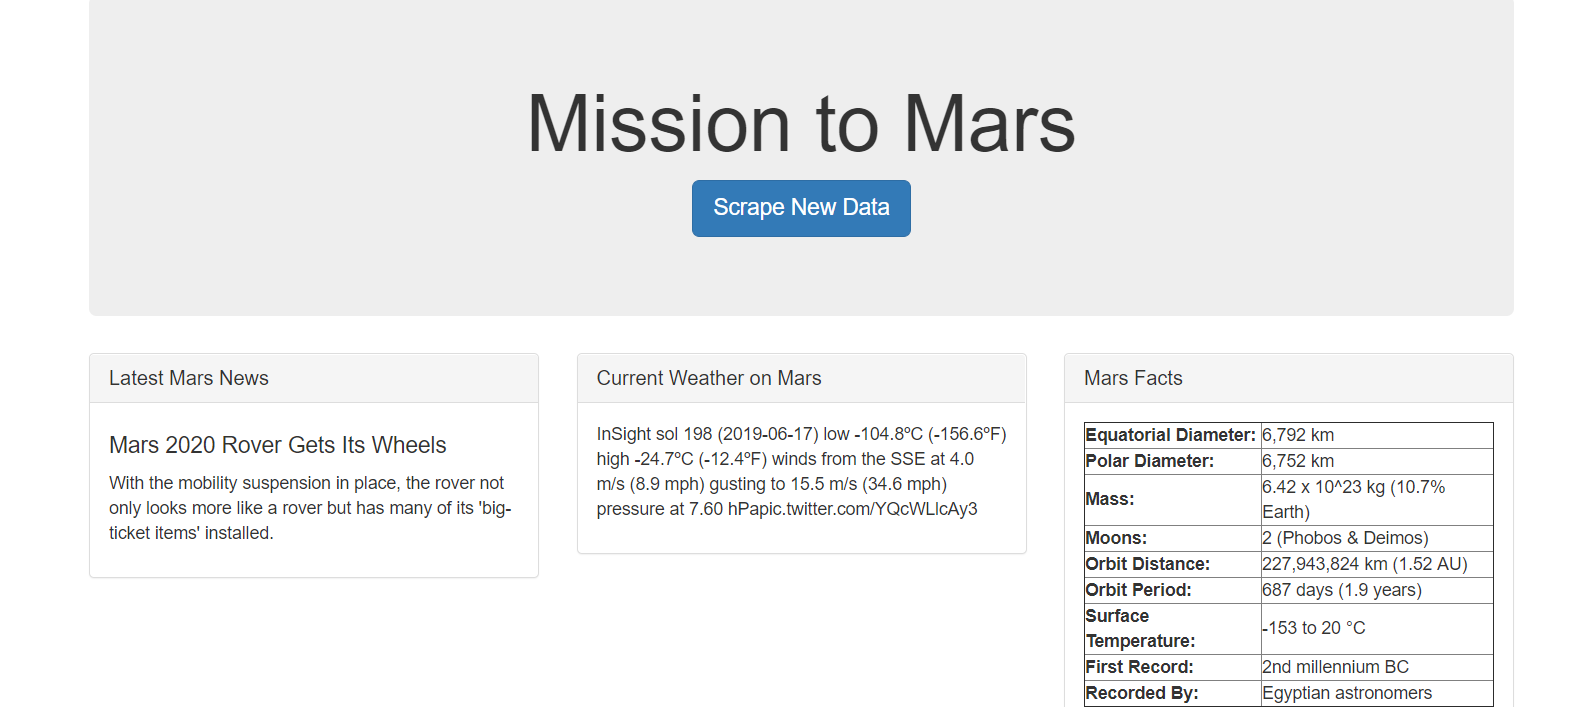 Mission to Mars
Scrape New Data
Latest Mars News
Mars 2020 Rover Gets Its Wheels
With the mobility suspension in place, the rover not
only looks more like a rover but has many of its 'big-
ticket items' installed.
Current Weather on Mars
InSight sol 198 (2019-06-17) low -104.8ºC (-156.6ºF)
high -24.7ºC (-12.4ºF) winds from the SSE at 4.0
m/s (8.9 mph) gusting to 15.5 m/s (34.6 mph)
pressure at 7.60 hPapic.twitter.com/YQcWLlcAy3
Mars Facts
Equatorial Diameter: 6,792 km
Polar Diameter: 6,752 km
Mass: 6.42 x 10^23 kg (10.7%
Earth)
Moons: 2 (Phobos & Deimos)
Orbit Distance: 227,943,824 km (1.52 AU)
Orbit Period: 687 days (1.9 years)
Surface
Temperature: -153 to 20 °C
First Record: 2nd millennium BC
Recorded By: Egyptian astronomers